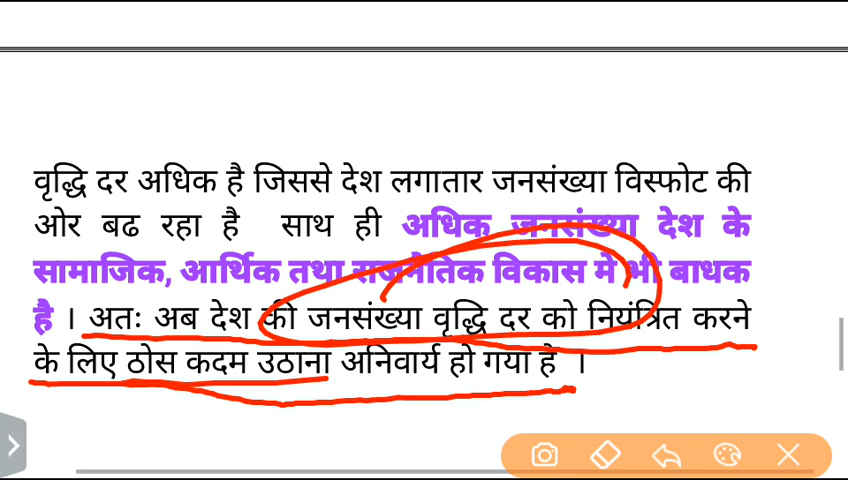 वृद्धि दर अधिक है जिससे देश लगातार जनसंख्या विस्फोट की
ओर बढ रहा है साथ ही अधिक जनसंख्या देश के
सामाजिक, आर्थिक तथा राजनैतिक विकास मे भी बाधक
है । अतः अब देश की जनसंख्या वृद्धि दर को नियंत्रित करने
के लिए ठोस कदम उठाना अनिवार्य हो गया है ।